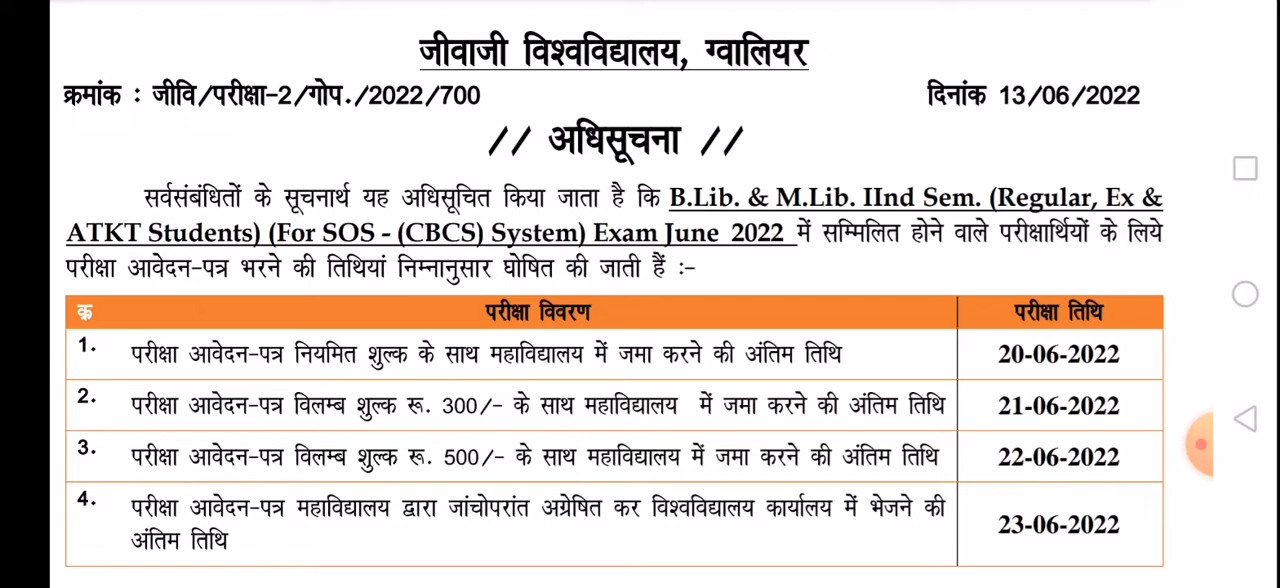 जीवाजी विश्वविद्यालय, ग्वालियर
क्रमांक : जीवि/परीक्षा-2/गोप./2022/700 दिनांक 13/06/2022
// अधिसूचना //
सर्वसंबंधितों के सूचनार्थ यह अधिसूचित किया जाता है कि B.Lib. & M.Lib. IInd Sem. (Regular, Ex &
ATKT Students) (For SOS - (CBCS) System) Exam June 2022 में सम्मिलित होने वाले परीक्षार्थियों के लिये
परीक्षा आवेदन-पत्र भरने की तिथियां निम्नानुसार घोषित की जाती हैं :-
क्र परीक्षा विवरण परीक्षा तिथि
1. परीक्षा आवेदन-पत्र नियमित शुल्क के साथ महाविद्यालय में जमा करने की अंतिम तिथि 20-06-2022
2. परीक्षा आवेदन-पत्र विलम्ब शुल्क रू. 300/- के साथ महाविद्यालय में जमा करने की अंतिम तिथि 21-06-2022
3. परीक्षा आवेदन-पत्र विलम्ब शुल्क रू. 500/- के साथ महाविद्यालय में जमा करने की अंतिम तिथि 22-06-2022
4. परीक्षा आवेदन-पत्र महाविद्यालय द्वारा जांचोपरांत अग्रेषित कर विश्वविद्यालय कार्यालय में भेजने की
अंतिम तिथि 23-06-2022